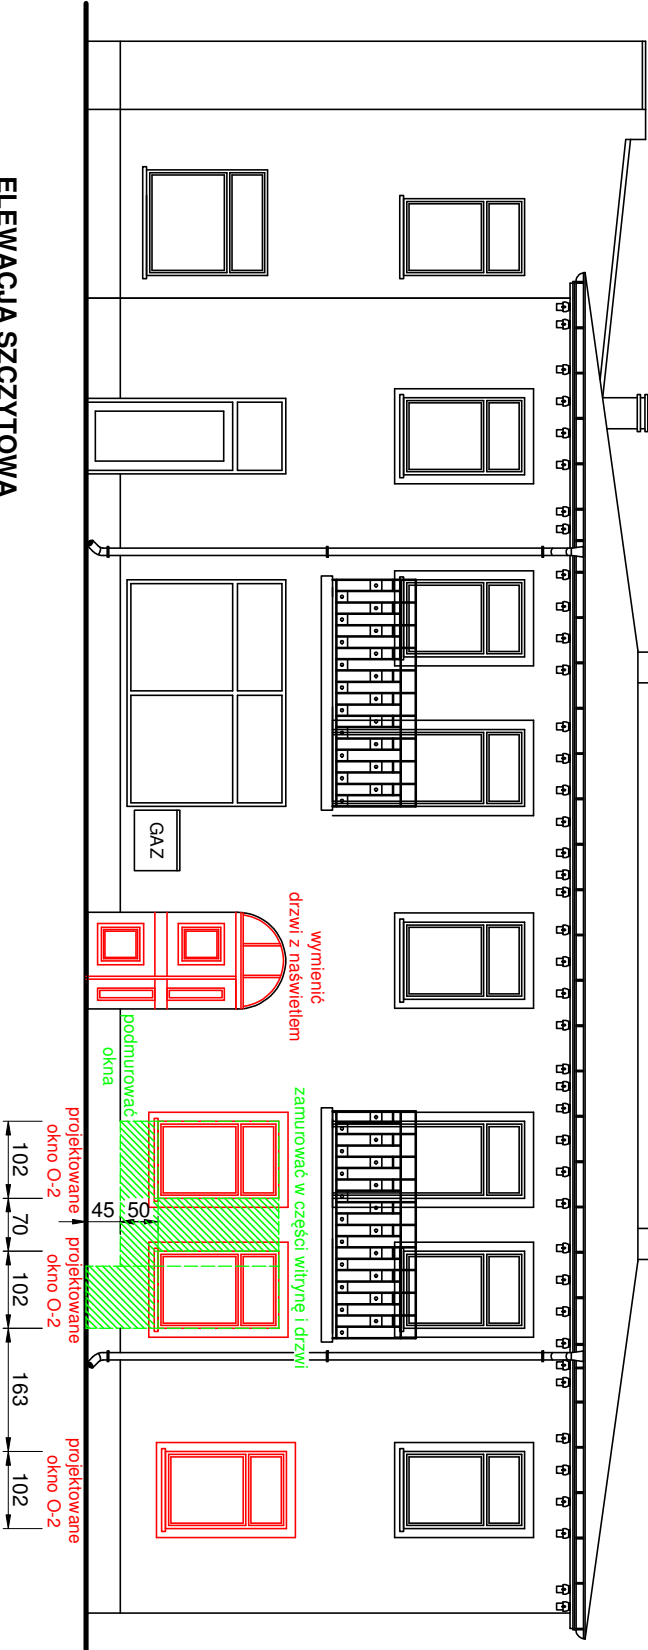 GAZ
wymienić
drzwi z naświetlem
zamurować w części witrynę i drzwi
podmurować
okna
50
45
projektowane
okno O-2
projektowane
okno O-2
projektowane
okno O-2
102
70
102
163
102
ELEWACJA SZCZYTOWA